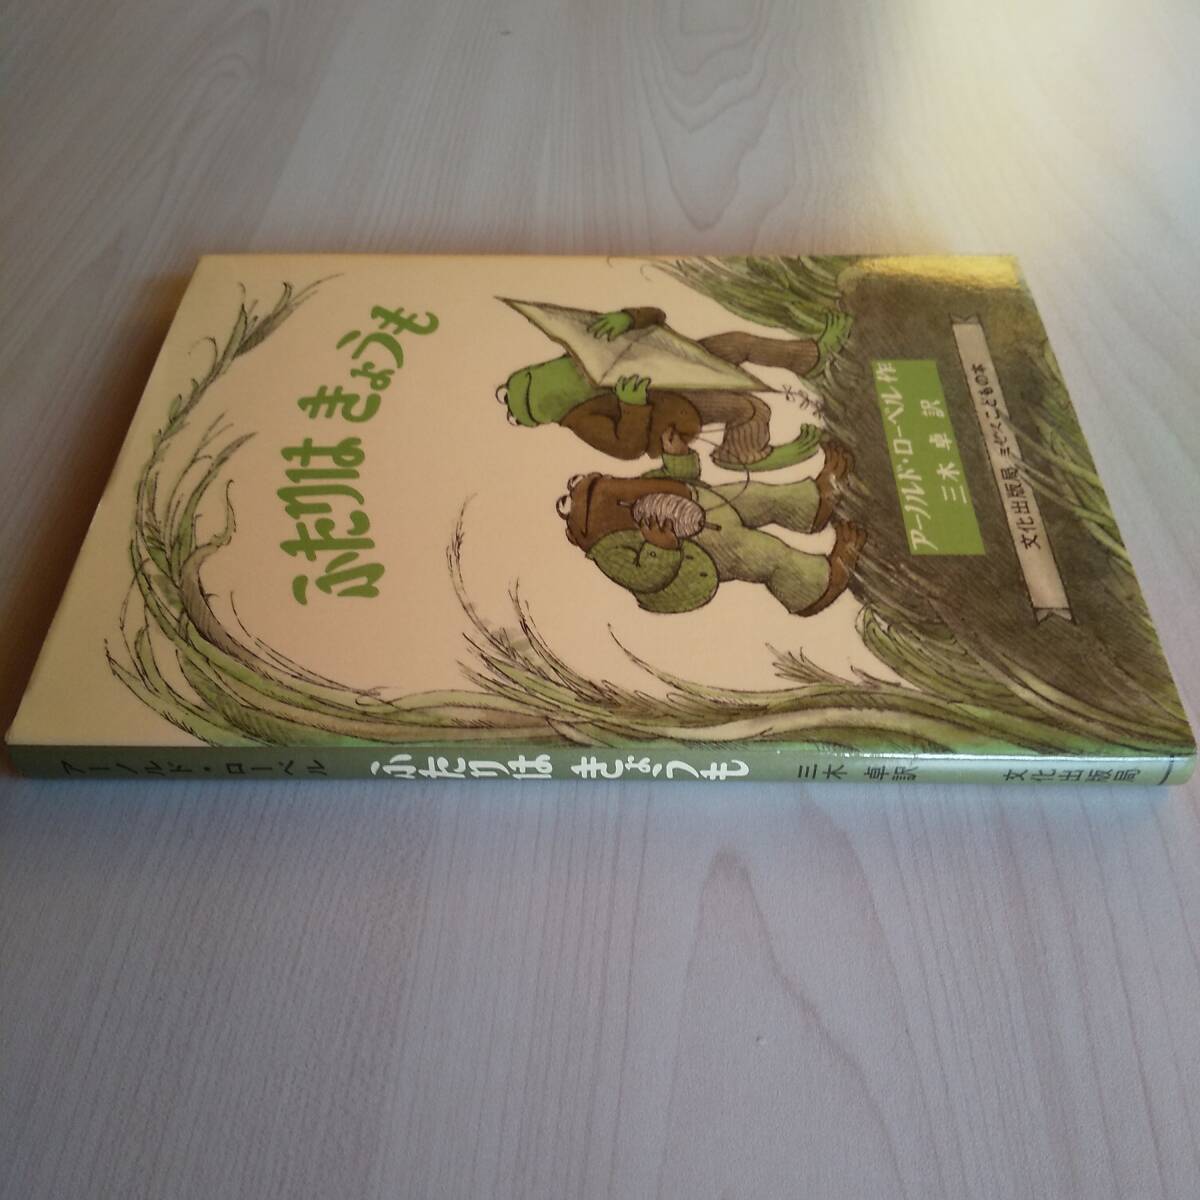 ふたりは きょうも
アーノルド・ローベル作
三木 卓 訳
文化出版局 ミセスこどもの本
アーノルド・ローベル ふたりは きょうも 三木 卓訳 文化出版局